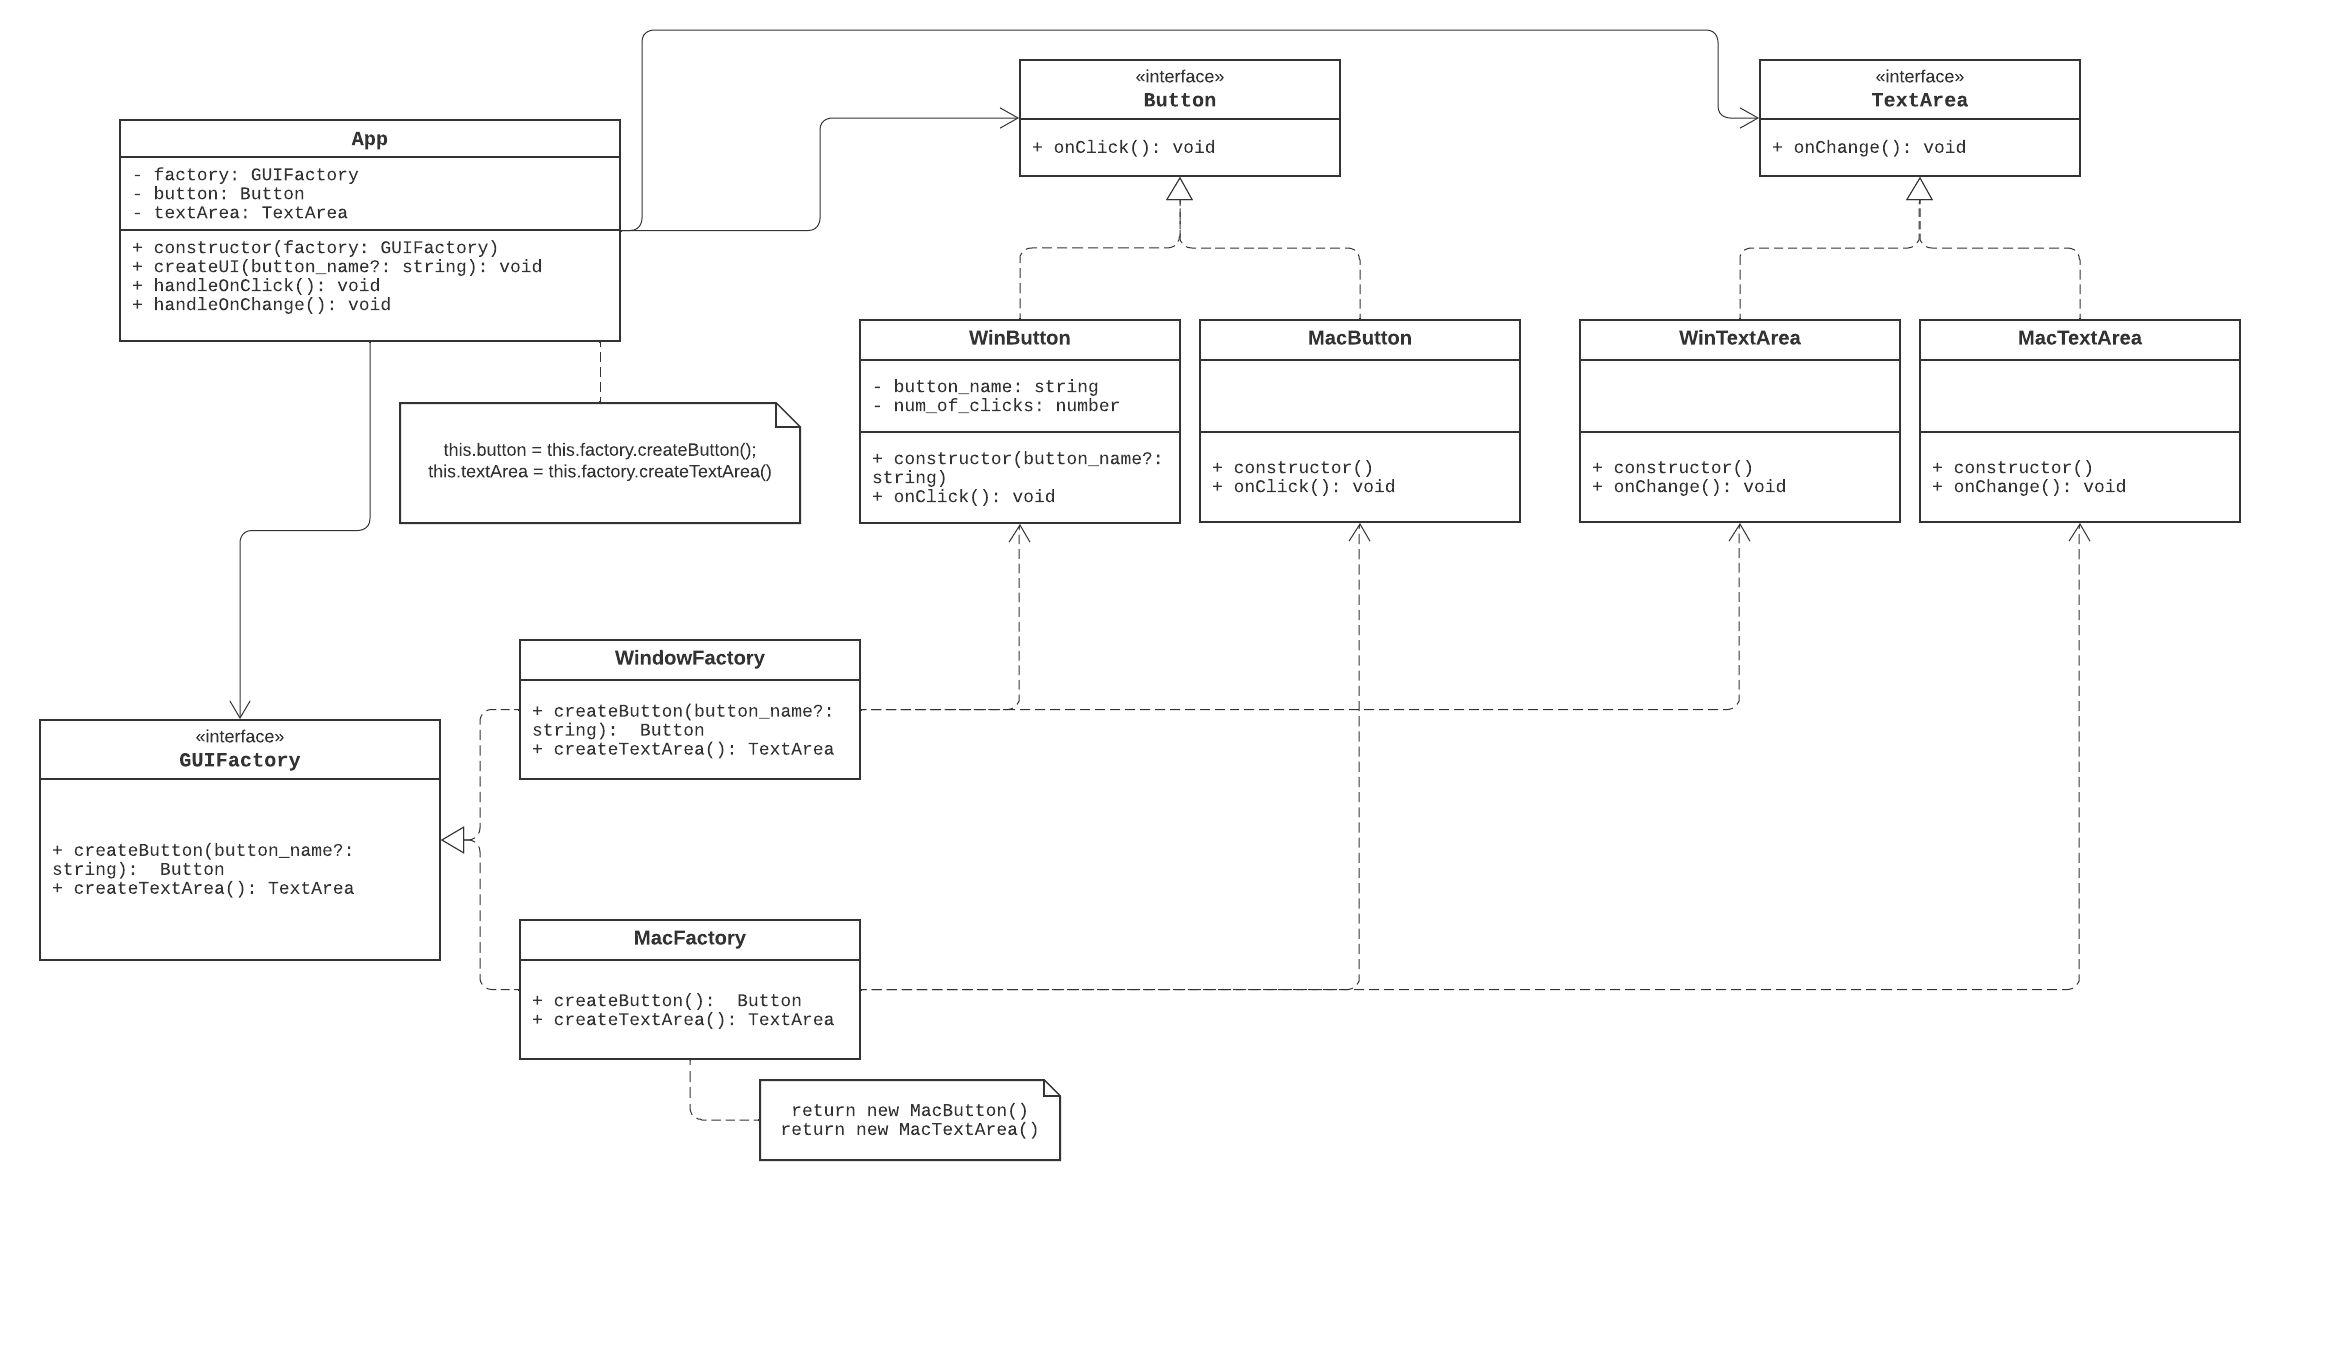 App
- factory: GUIFactory
- button: Button
- textArea: TextArea
+ constructor(factory: GUIFactory)
+ createUI(button_name?: string): void
+ handleOnClick(): void
+ handleOnChange(): void
«interface»
Button
+ onClick(): void
«interface»
TextArea
+ onChange(): void
this.button = this.factory.createButton();
this.textArea = this.factory.createTextArea()
WinButton
- button_name: string
- num_of_clicks: number
+ constructor(button_name?:
string)
+ onClick(): void
MacButton
+ constructor()
+ onClick(): void
WinTextArea
+ constructor()
+ onChange(): void
MacTextArea
+ constructor()
+ onChange(): void
WindowFactory
+ createButton(button_name?:
string):  Button
+ createTextArea(): TextArea
«interface»
GUIFactory
+ createButton(button_name?:
string):  Button
+ createTextArea(): TextArea
MacFactory
+ createButton():  Button
+ createTextArea(): TextArea
return new MacButton()
return new MacTextArea()